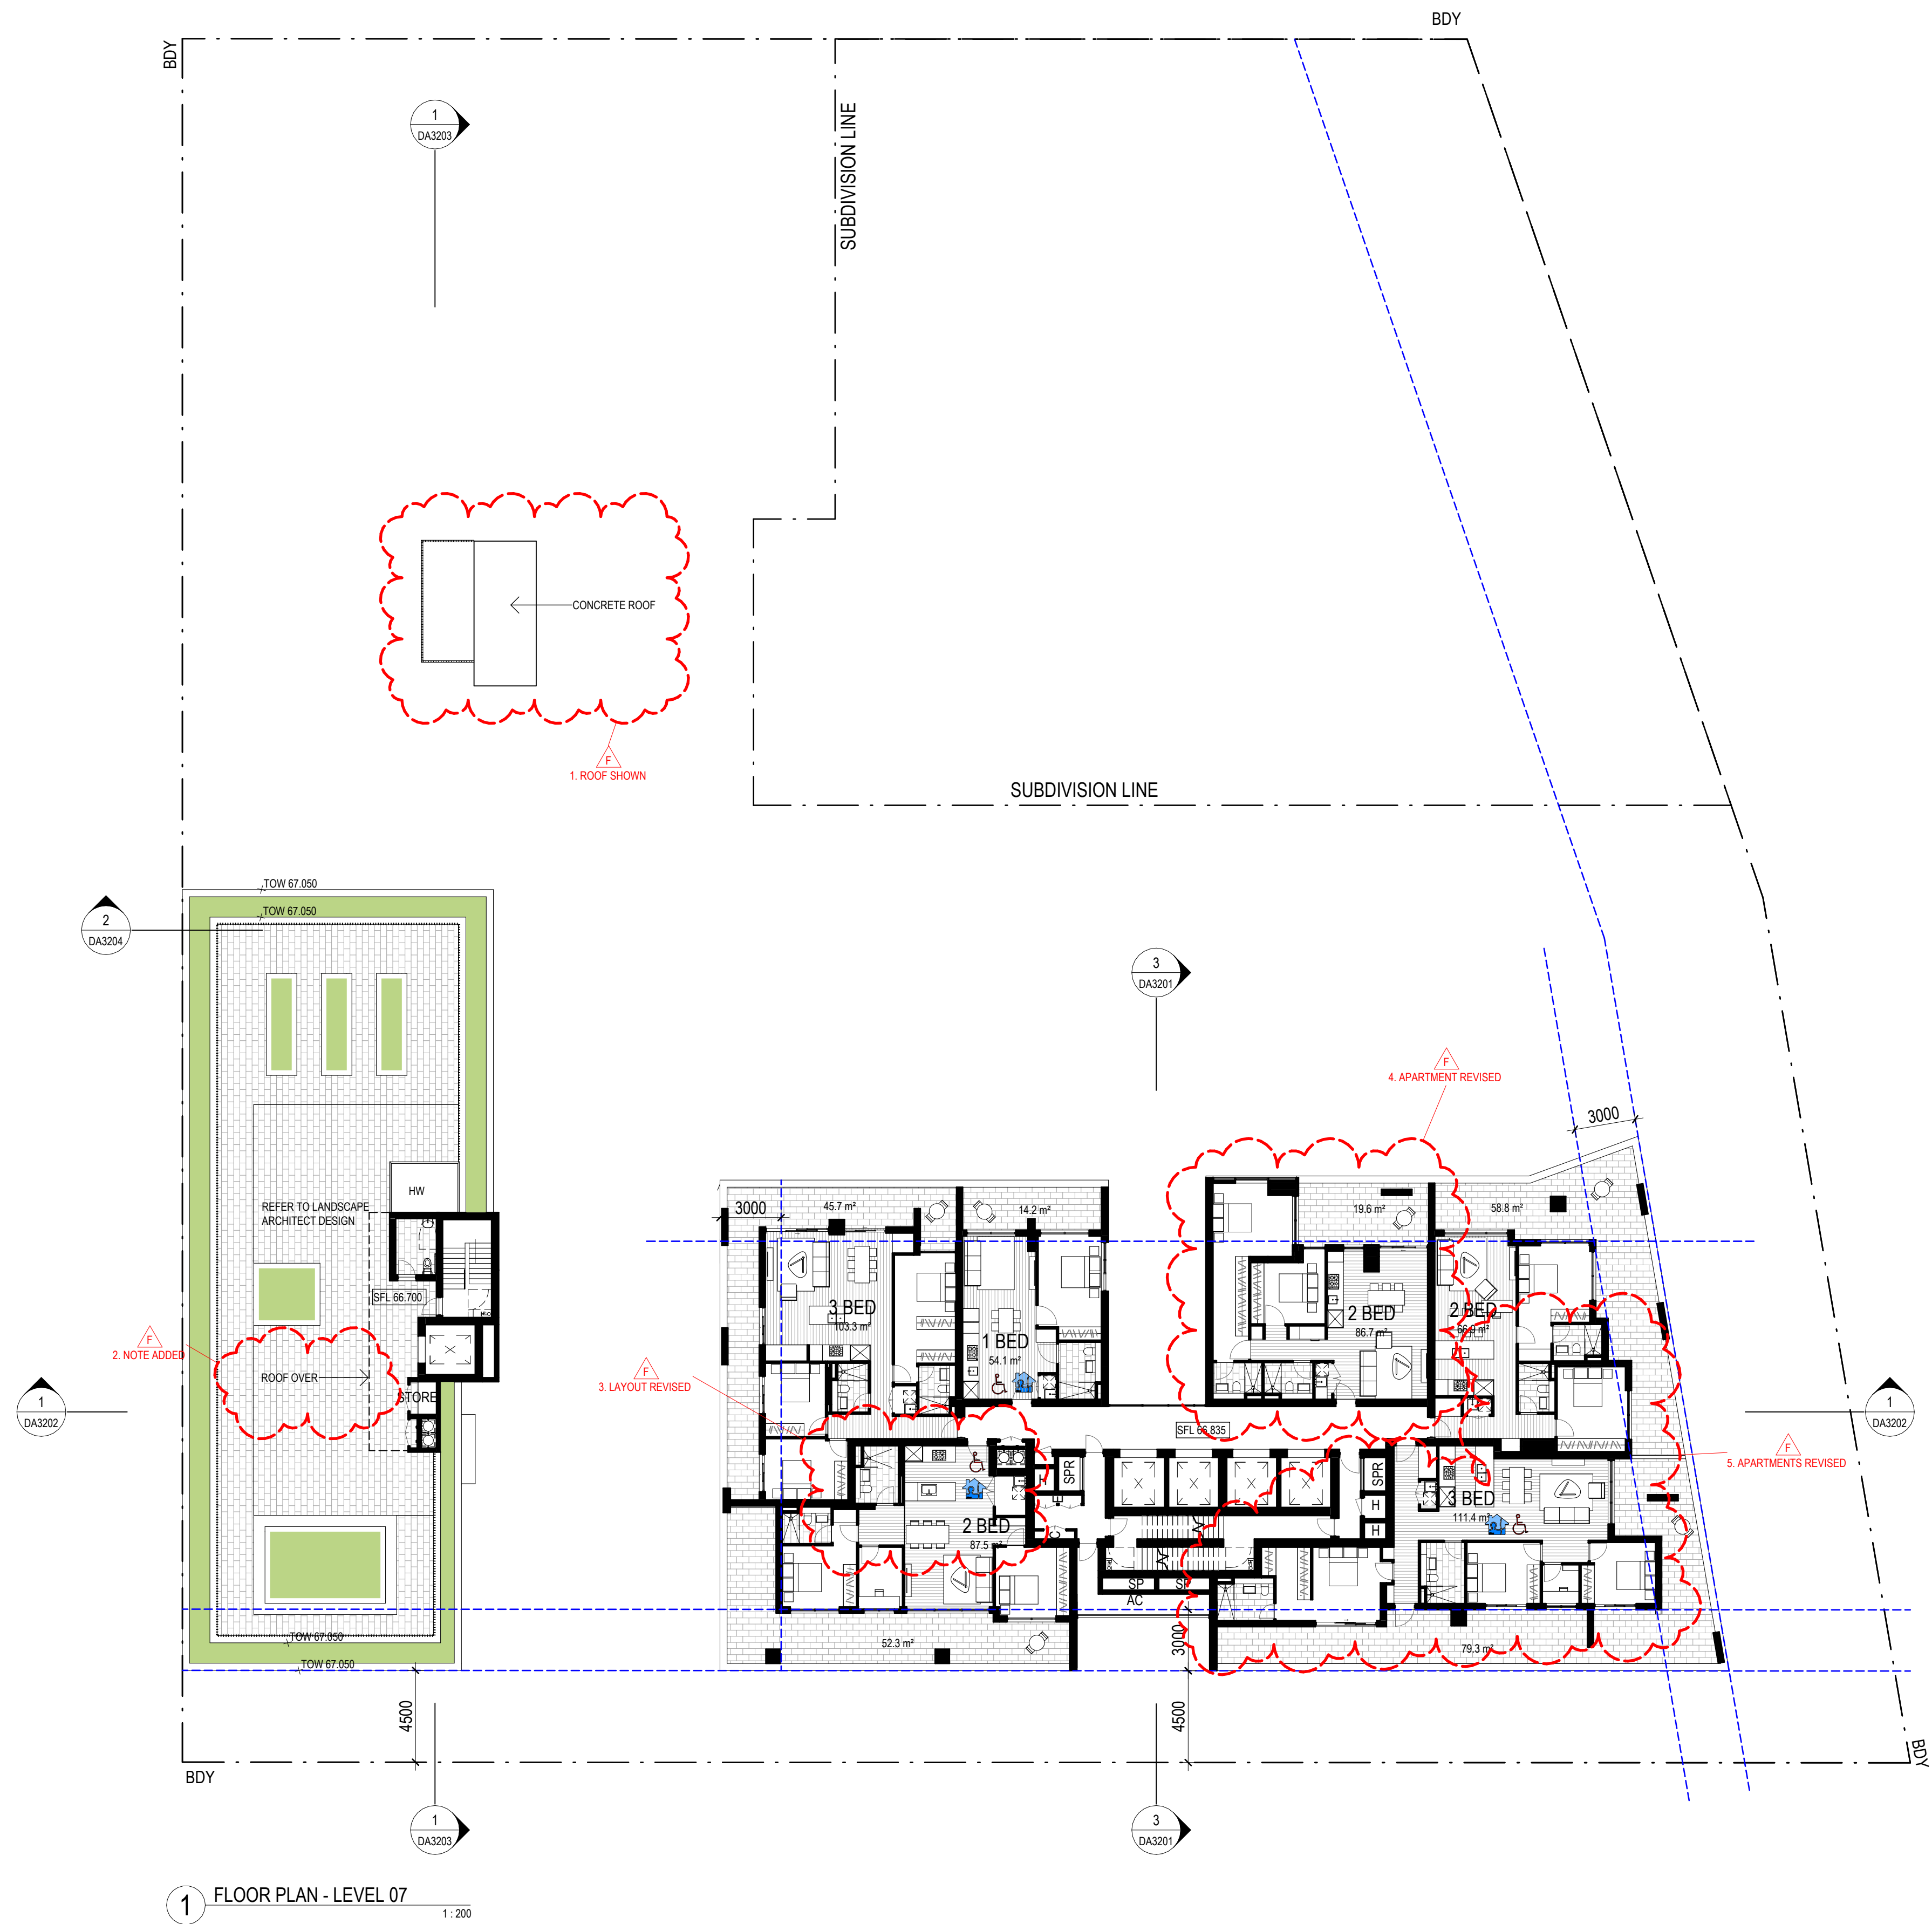 BDY
BDY
1
DA3203
SUBDIVISION LINE
CONCRETE ROOF
F
1. ROOF SHOWN
SUBDIVISION LINE
TOW 67.050
TOW 67.050
2
DA3204
3
DA3201
F
4. APARTMENT REVISED
3000
HW
REFER TO LANDSCAPE
ARCHITECT DESIGN
3000
45.7 m²
14.2 m²
19.6 m²
58.8 m²
SFL 66.700
3 BED
103.3 m²
1 BED
54.1 m²
2 BED
86.7 m²
2 BED
66.9 m²
F
2. NOTE ADDED
ROOF OVER
STORE
F
3. LAYOUT REVISED
1
DA3202
1
DA3202
SFL 66.835
F
5. APARTMENTS REVISED
H
SPR
SPR
H
H
3 BED
111.4 m²
2 BED
87.5 m²
C
SP
SP
AC
52.3 m²
3000
79.3 m²
TOW 67.050
TOW 67.050
4500
4500
BDY
BDY
1
DA3203
3
DA3201
1
FLOOR PLAN - LEVEL 07
1 : 200